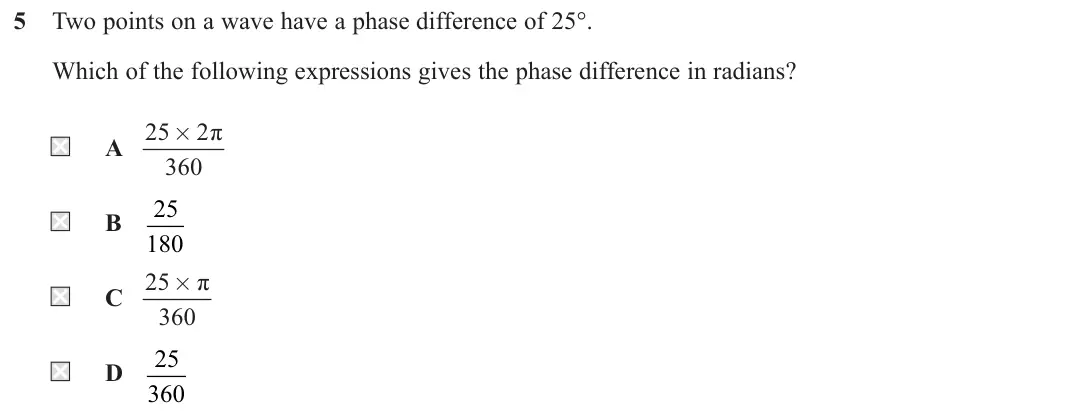 5 Two points on a wave have a phase difference of 25°.
Which of the following expressions gives the phase difference in radians?
A 25 × 2π / 360
B 25 / 180
C 25 × π / 360
D 25 / 360